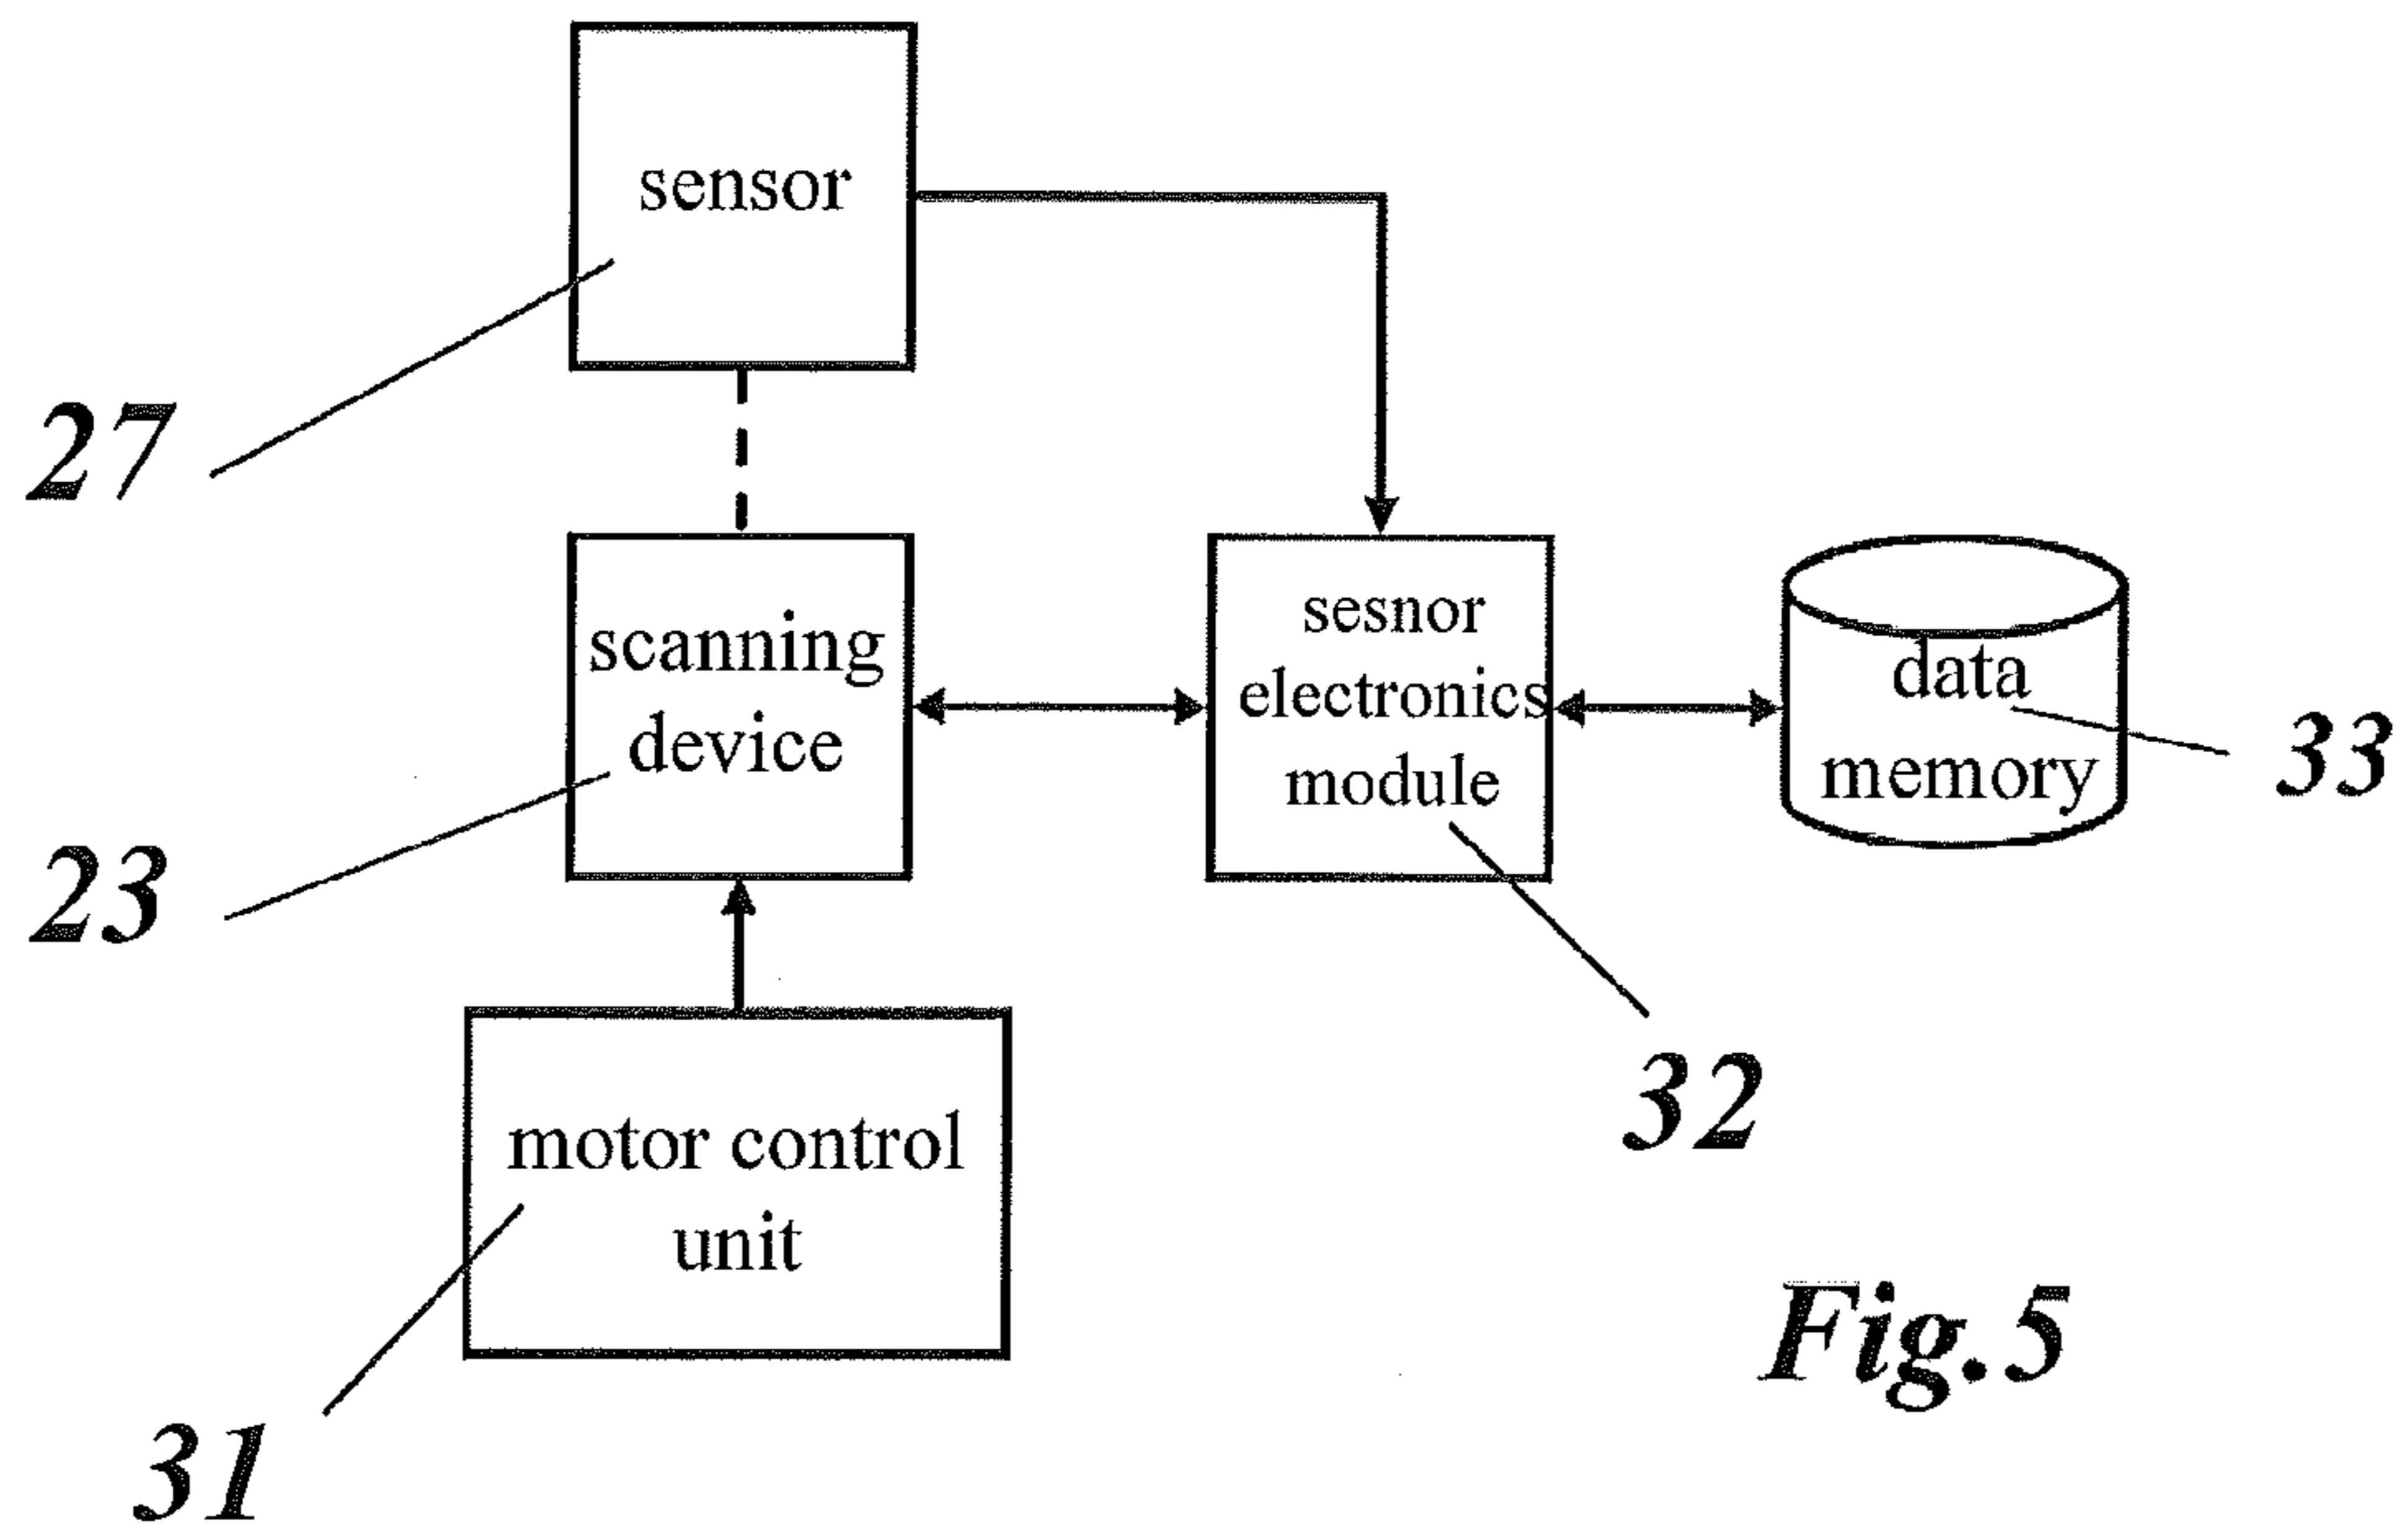 sensor
27
scanning
device
sesnor
electronics
module
data
memory
33
23
32
motor control
unit
31
Fig.5